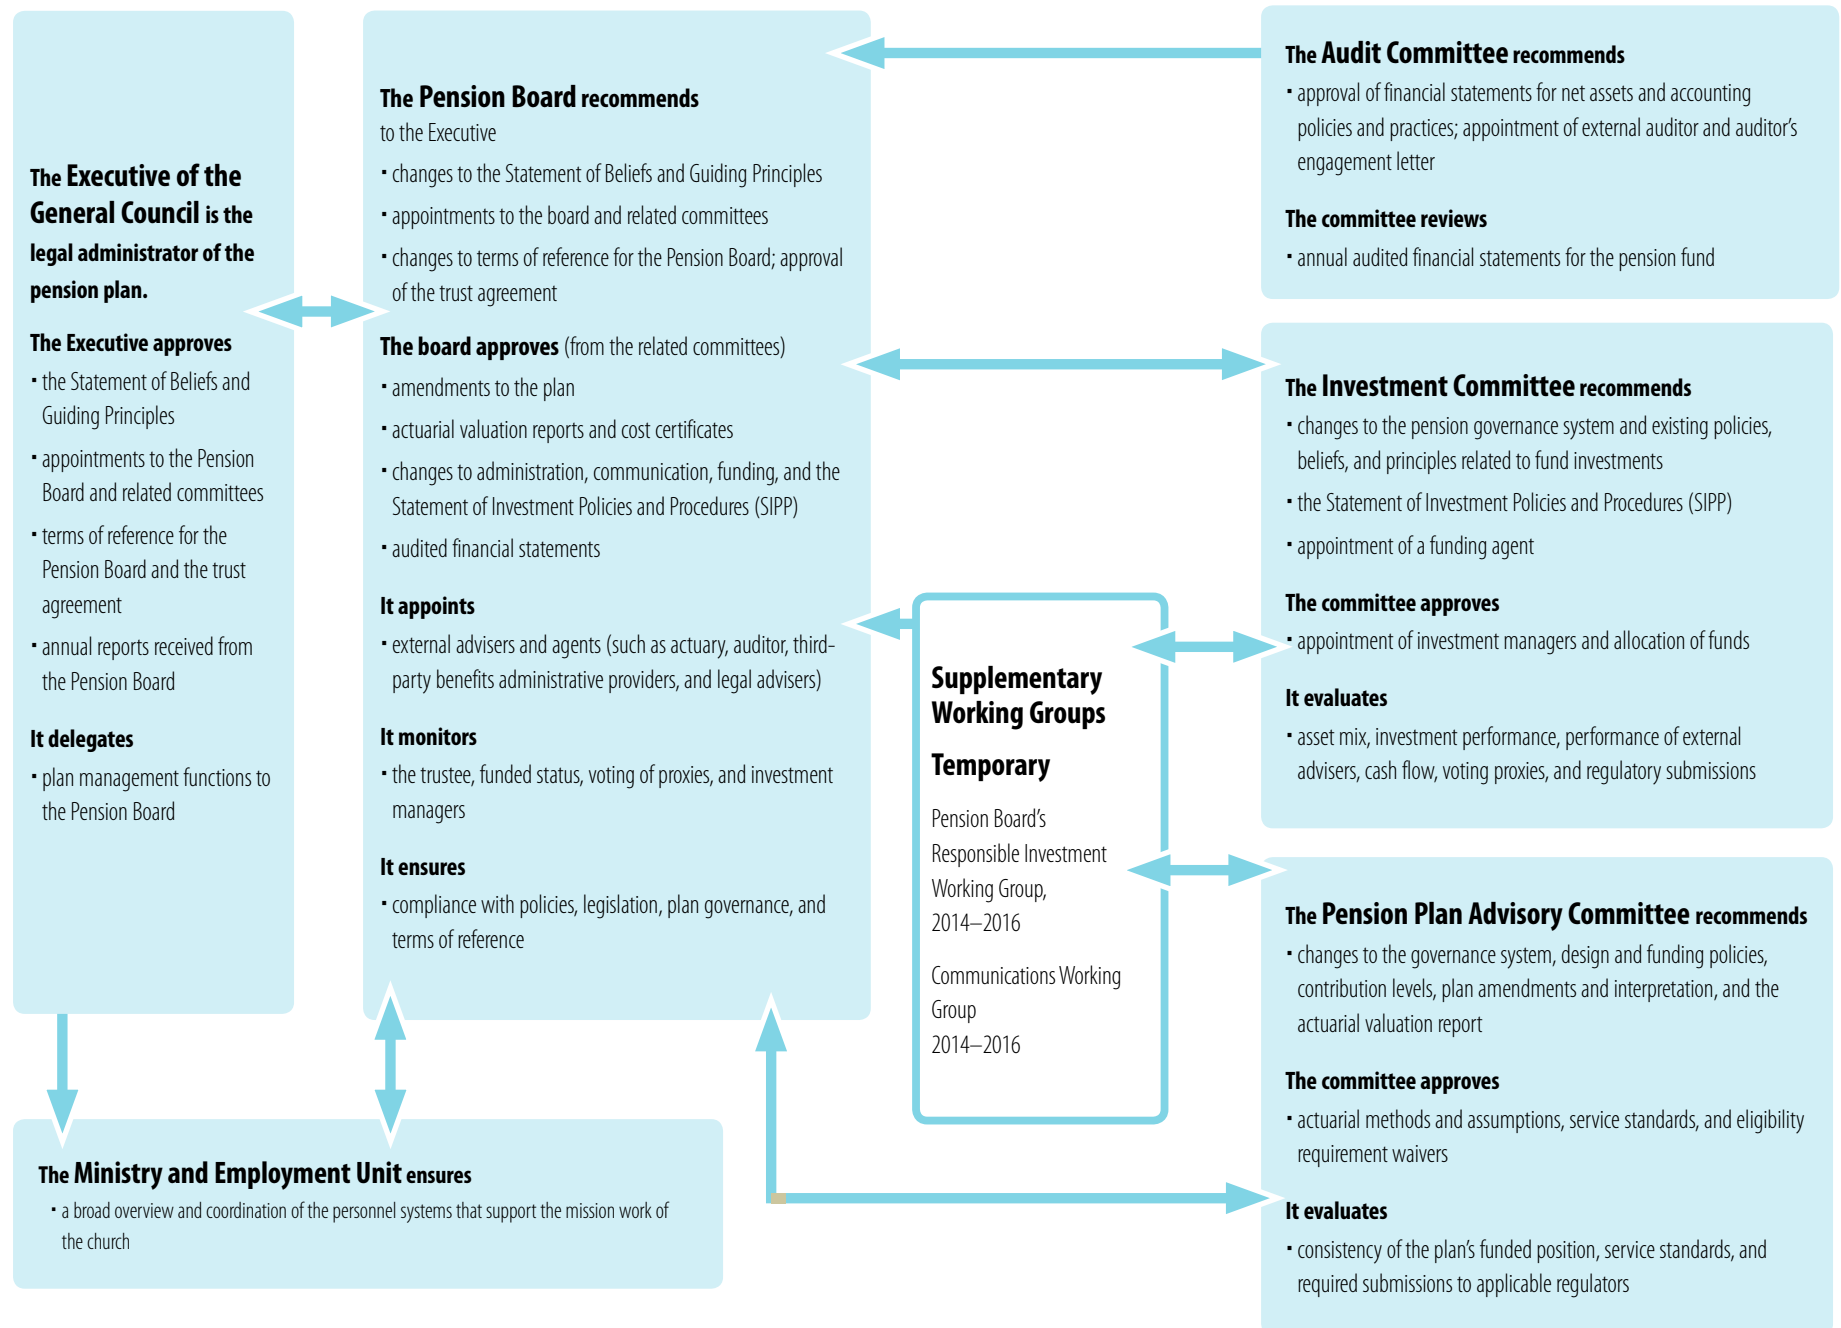 The Executive of the
General Council is the
legal administrator of the
pension plan.
The Executive approves
▪ the Statement of Beliefs and
Guiding Principles
▪ appointments to the Pension
Board and related committees
▪ terms of reference for the
Pension Board and the trust
agreement
▪ annual reports received from
the Pension Board
It delegates
▪ plan management functions to
the Pension Board
The Pension Board recommends
to the Executive
▪ changes to the Statement of Beliefs and Guiding Principles
▪ appointments to the board and related committees
▪ changes to terms of reference for the Pension Board; approval
of the trust agreement
The board approves (from the related committees)
▪ amendments to the plan
▪ actuarial valuation reports and cost certificates
▪ changes to administration, communication, funding, and the
Statement of Investment Policies and Procedures (SIPP)
▪ audited financial statements
It appoints
▪ external advisers and agents (such as actuary, auditor, third-
party benefits administrative providers, and legal advisers)
It monitors
▪ the trustee, funded status, voting of proxies, and investment
managers
It ensures
▪ compliance with policies, legislation, plan governance, and
terms of reference
The Ministry and Employment Unit ensures
▪ a broad overview and coordination of the personnel systems that support the mission work of
the church
Supplementary
Working Groups
Temporary
Pension Board’s
Responsible Investment
Working Group,
2014–2016
Communications Working
Group
2014–2016
The Audit Committee recommends
▪ approval of financial statements for net assets and accounting
policies and practices; appointment of external auditor and auditor’s
engagement letter
The committee reviews
▪ annual audited financial statements for the pension fund
The Investment Committee recommends
▪ changes to the pension governance system and existing policies,
beliefs, and principles related to fund investments
▪ the Statement of Investment Policies and Procedures (SIPP)
▪ appointment of a funding agent
The committee approves
▪ appointment of investment managers and allocation of funds
It evaluates
▪ asset mix, investment performance, performance of external
advisers, cash flow, voting proxies, and regulatory submissions
The Pension Plan Advisory Committee recommends
▪ changes to the governance system, design and funding policies,
contribution levels, plan amendments and interpretation, and the
actuarial valuation report
The committee approves
▪ actuarial methods and assumptions, service standards, and eligibility
requirement waivers
It evaluates
▪ consistency of the plan’s funded position, service standards, and
required submissions to applicable regulators